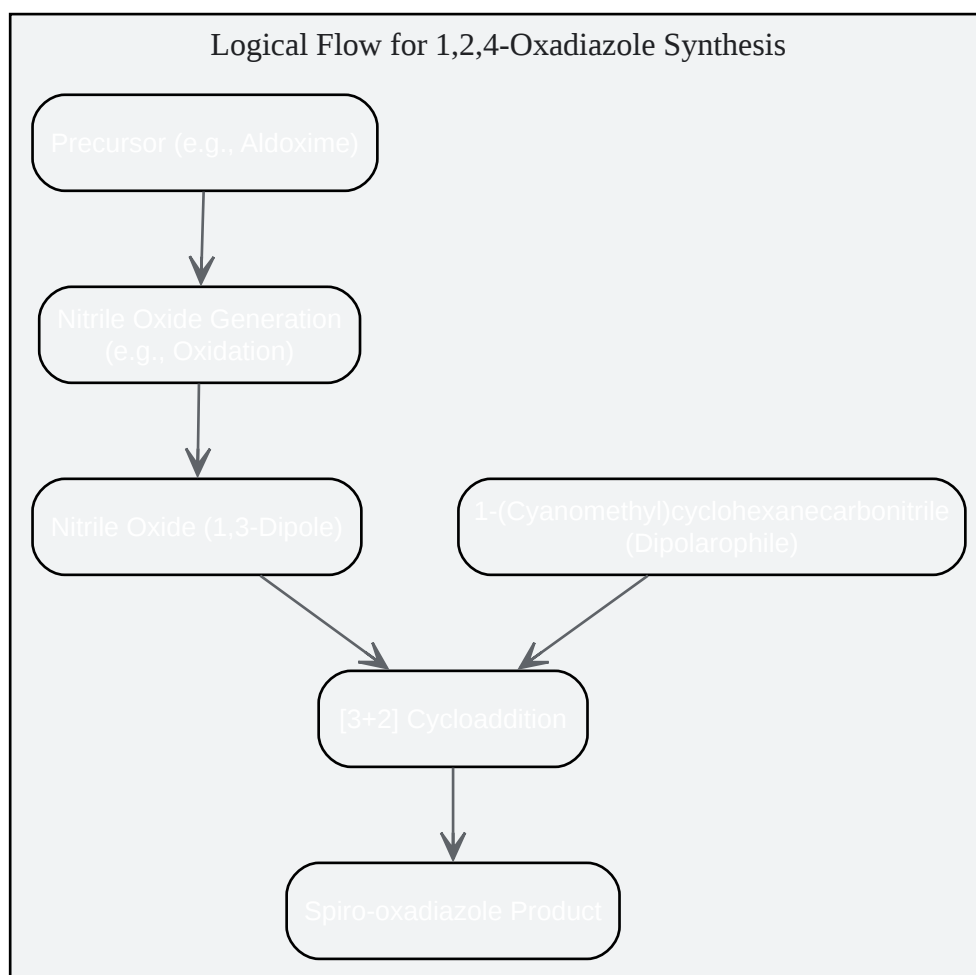 Logical Flow for 1,2,4-Oxadiazole Synthesis
Precursor (e.g., Aldoxime)
Nitrile Oxide Generation
(e.g., Oxidation)
Nitrile Oxide (1,3-Dipole)
1-(Cyanomethyl)cyclohexanecarbonitrile
(Dipolarophile)
[3+2] Cycloaddition
Spiro-oxadiazole Product